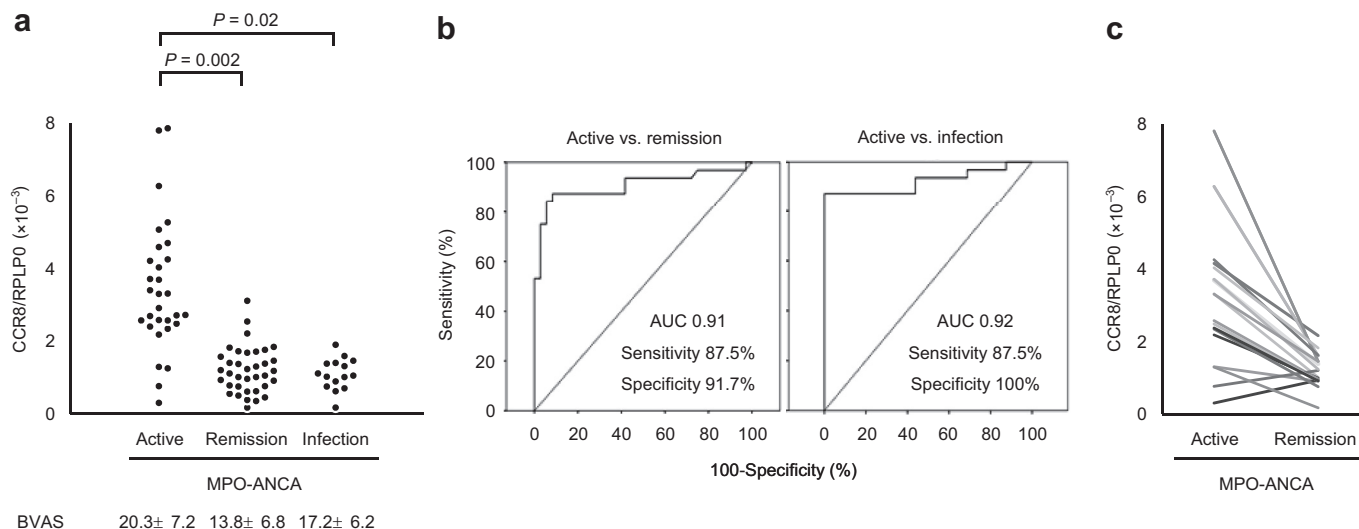 a
P = 0.02
P = 0.002
8
6
4
2
0
CCR8/RPLP0 (×10⁻³)
Active Remission Infection
MPO-ANCA
BVAS 20.3± 7.2 13.8± 6.8 17.2± 6.2
b
Active vs. remission
Active vs. infection
100
80
60
40
20
0
Sensitivity (%)
AUC 0.91
Sensitivity 87.5%
Specificity 91.7%
AUC 0.92
Sensitivity 87.5%
Specificity 100%
0 20 40 60 80 100
0 20 40 60 80 100
100-Specificity (%)
c
8
6
4
2
0
CCR8/RPLP0 (×10⁻³)
Active Remission
MPO-ANCA